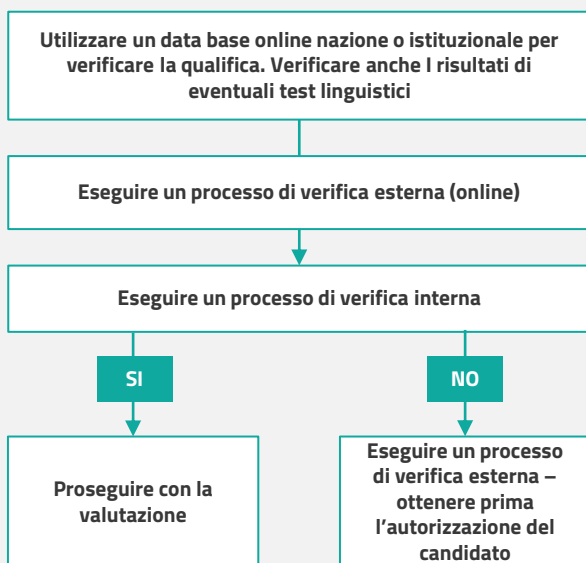 Utilizzare un data base online nazione o istituzionale per
verificare la qualifica. Verificare anche I risultati di
eventuali test linguistici
Eseguire un processo di verifica esterna (online)
Eseguire un processo di verifica interna
SI
NO
Proseguire con la
valutazione
Eseguire un processo
di verifica esterna –
ottenere prima
l’autorizzazione del
candidato